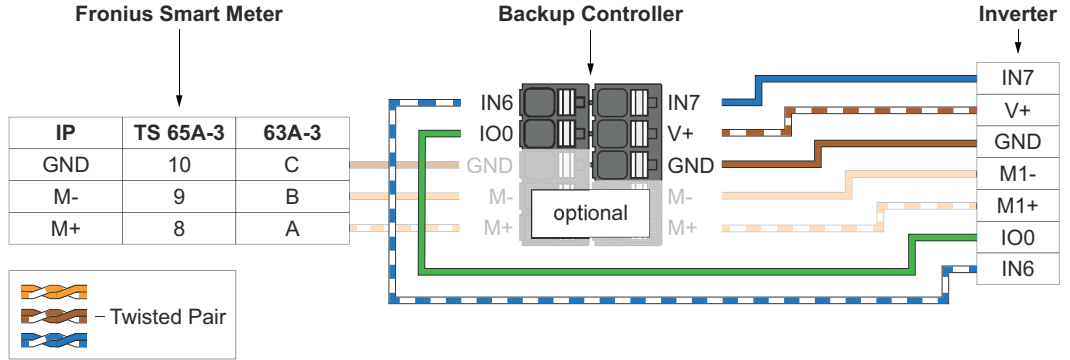 Fronius Smart Meter Backup Controller Inverter
IN6 IN7 IN7
IP TS 65A-3 63A-3 IO0 V+ V+
GND 10 C GND GND GND
M- 9 B M- M- M1-
M+ 8 A M+ optional M+ M1+
IO0
IN6
Twisted Pair